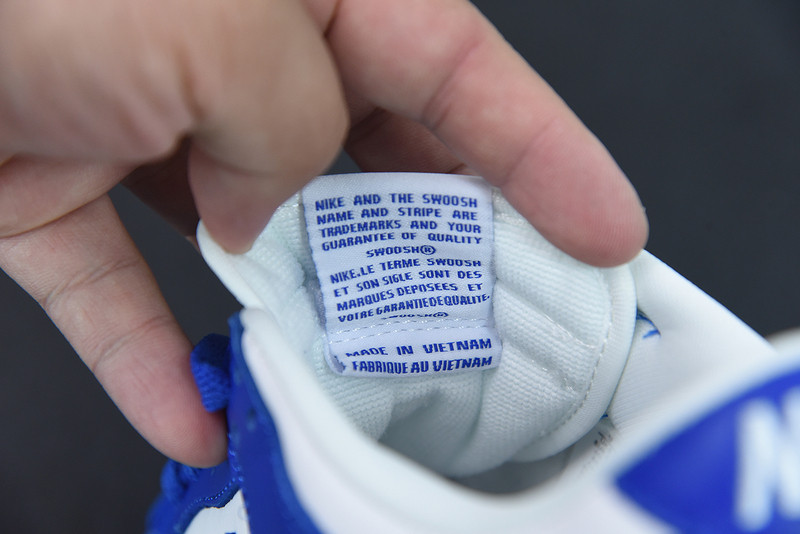 NIKE AND THE SWOOSH
NAME AND STRIPE ARE
TRADEMARKS AND YOUR
GUARANTEE OF QUALITY
SWOOSH®
NIKE.LE TERME SWOOSH
ET SON SIGLE SONT DES
MARQUES DEPOSEES ET
VOTRE GARANTIE DE QUALITE.
SWOOSH®
MADE IN VIETNAM
FABRIQUE AU VIETNAM